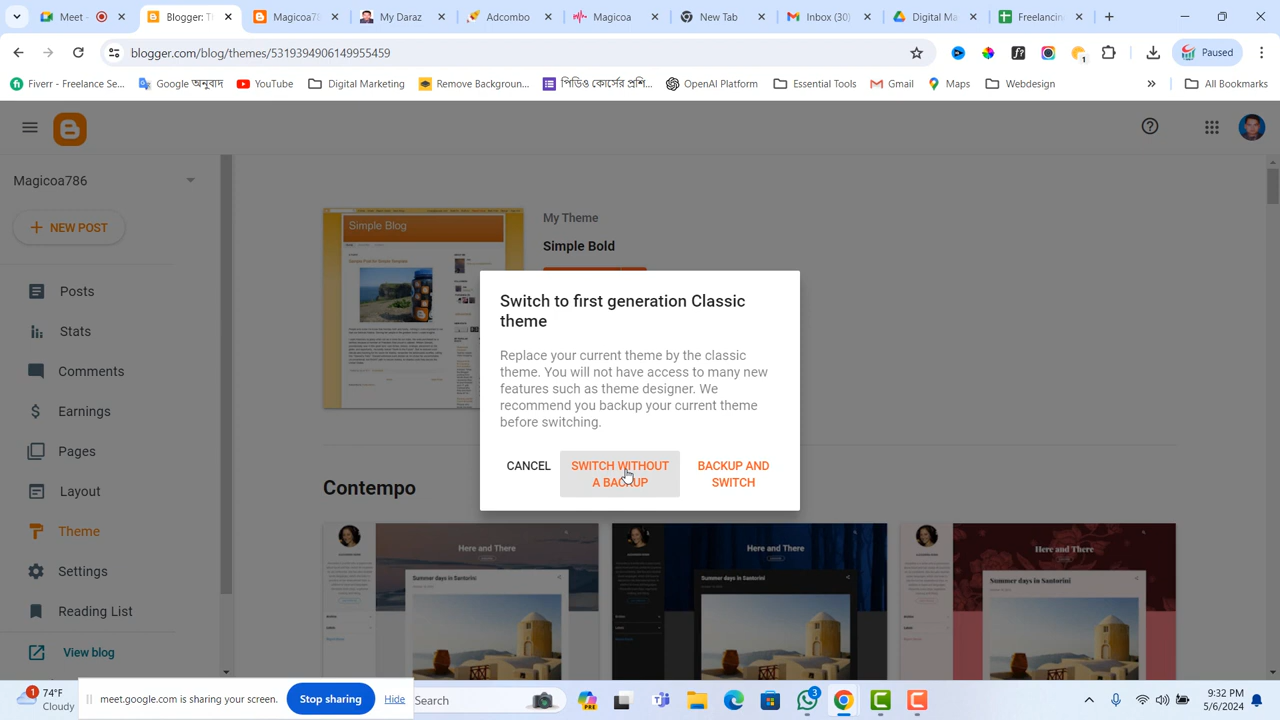 Magicoa7
My Daraz
Adcombo
Magicoa
New Tab
Inbox (30)
Digital Ma
Freelancin
blogger.com/blog/themes/5319394906149955459
1
Paused
Fiverr - Freelance Se...
Google অনুবাদ
YouTube
Digital Marketing
Remove Backgroun...
পিডিও কোর্সের প্রশি...
OpenAI Platform
Essential Tools
Gmail
Maps
Webdesign
»
All Bookmarks
Magicoa786
+ NEW POST
Posts
Stats
Comments
Earnings
Pages
Layout
Theme
Settings
Reading List
View blog
My Theme
Simple Bold
Simple Blog
Switch to first generation Classic
theme
Replace your current theme by the classic
theme. You will not have access to many new
features such as theme designer. We
recommend you backup your current theme
before switching.
CANCEL
SWITCH WITHOUT
A BACKUP
BACKUP AND
SWITCH
Contempo
Here and There
Summer days in Santorini
Here and There
Summer days in Santorini
Here and There
Summer days in Santorini
1
74°F
Clo
meet.google.com is sharing your screen.
Stop sharing
Hide
Search
3
9:32 PM
5/6/2024